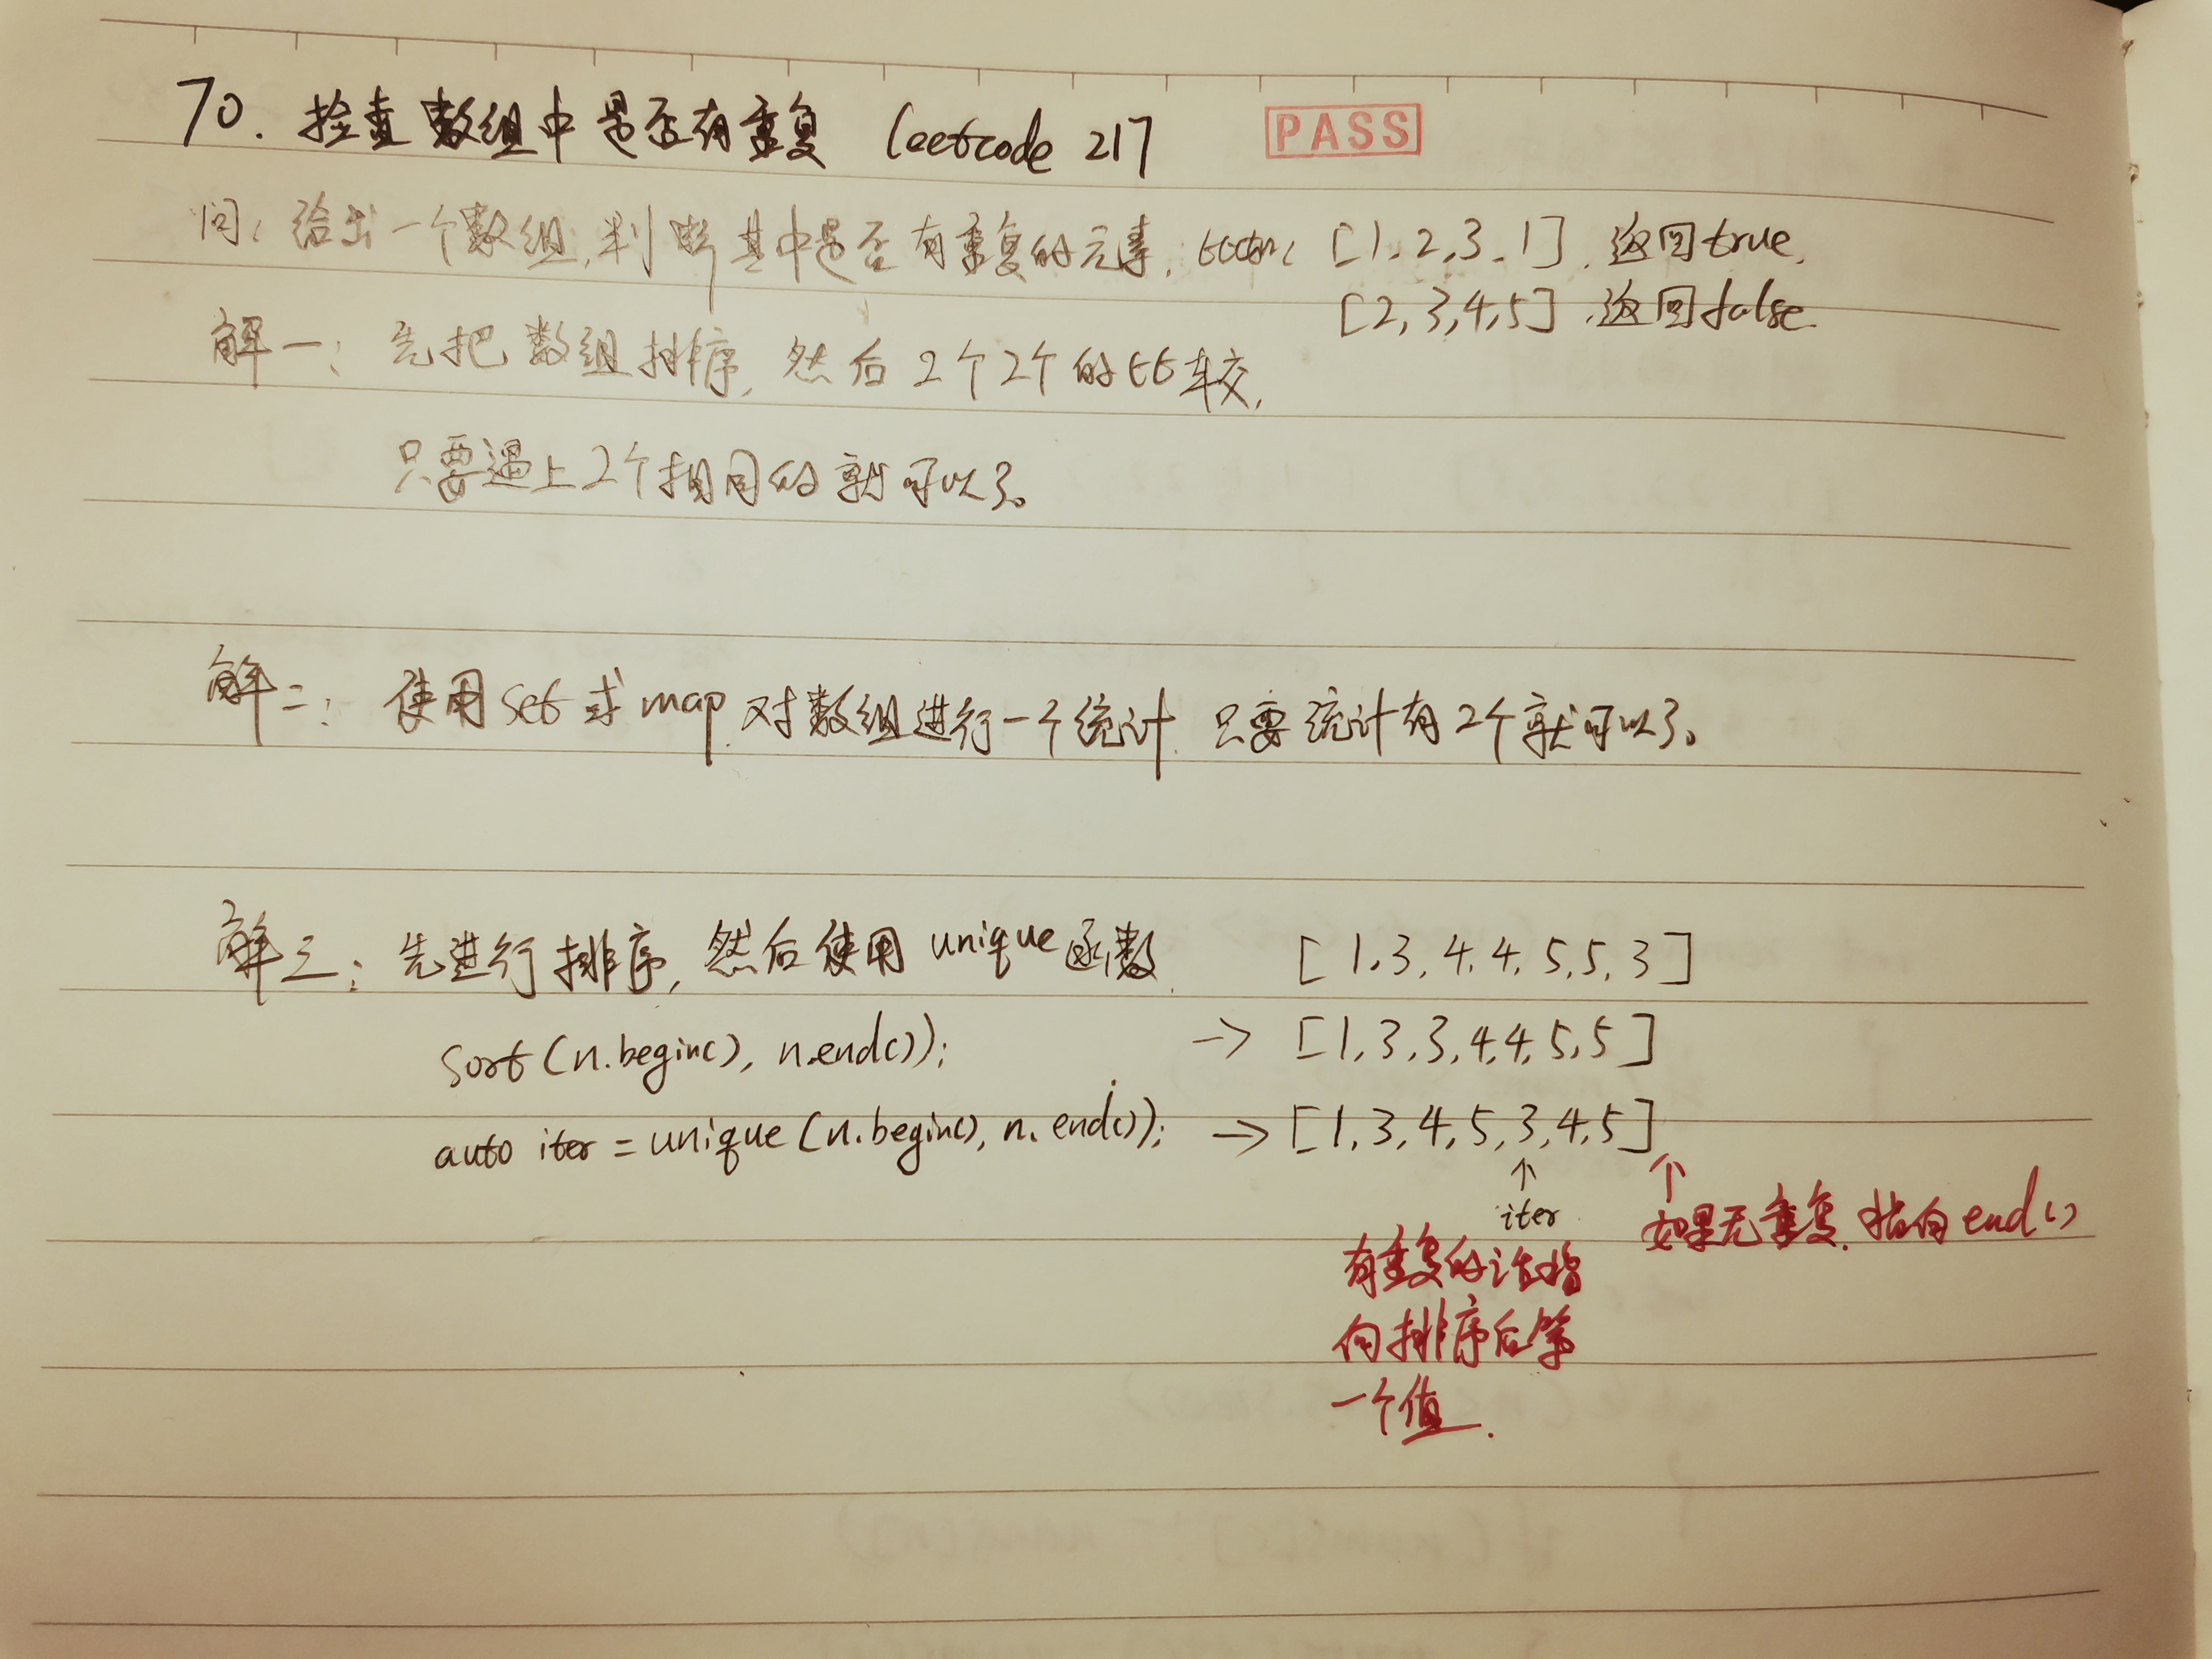 70. 检查数组中是否有重复 leetcode 217 PASS
问: 给出一个数组,判断其中是否有重复的元素. 比如: [1,2,3,1], 返回true,
[2,3,4,5], 返回false.
解一: 先把数组排序, 然后2个2个的比较,
只要遇上2个相同的就可以了。
解二: 使用set或map, 对数组进行一个统计, 只要统计有2个就可以了。
解三: 先进行排序, 然后使用unique函数. [1,3,4,4,5,5,3]
sort(n.begin(), n.end()); → [1,3,3,4,4,5,5]
auto iter = unique(n.begin(), n.end()); → [1,3,4,5,3,4,5]
↑ ↑
iter 如果无重复, 指向end()
有重复的话指
向排序后第
一个值.